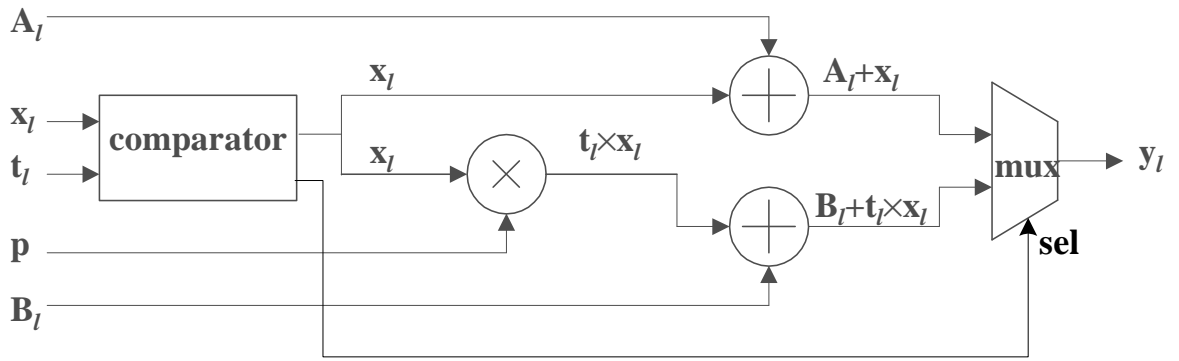 A_l
x_l
t_l
p
B_l
comparator
x_l
x_l
t_l×x_l
A_l+x_l
B_l+t_l×x_l
mux
sel
y_l